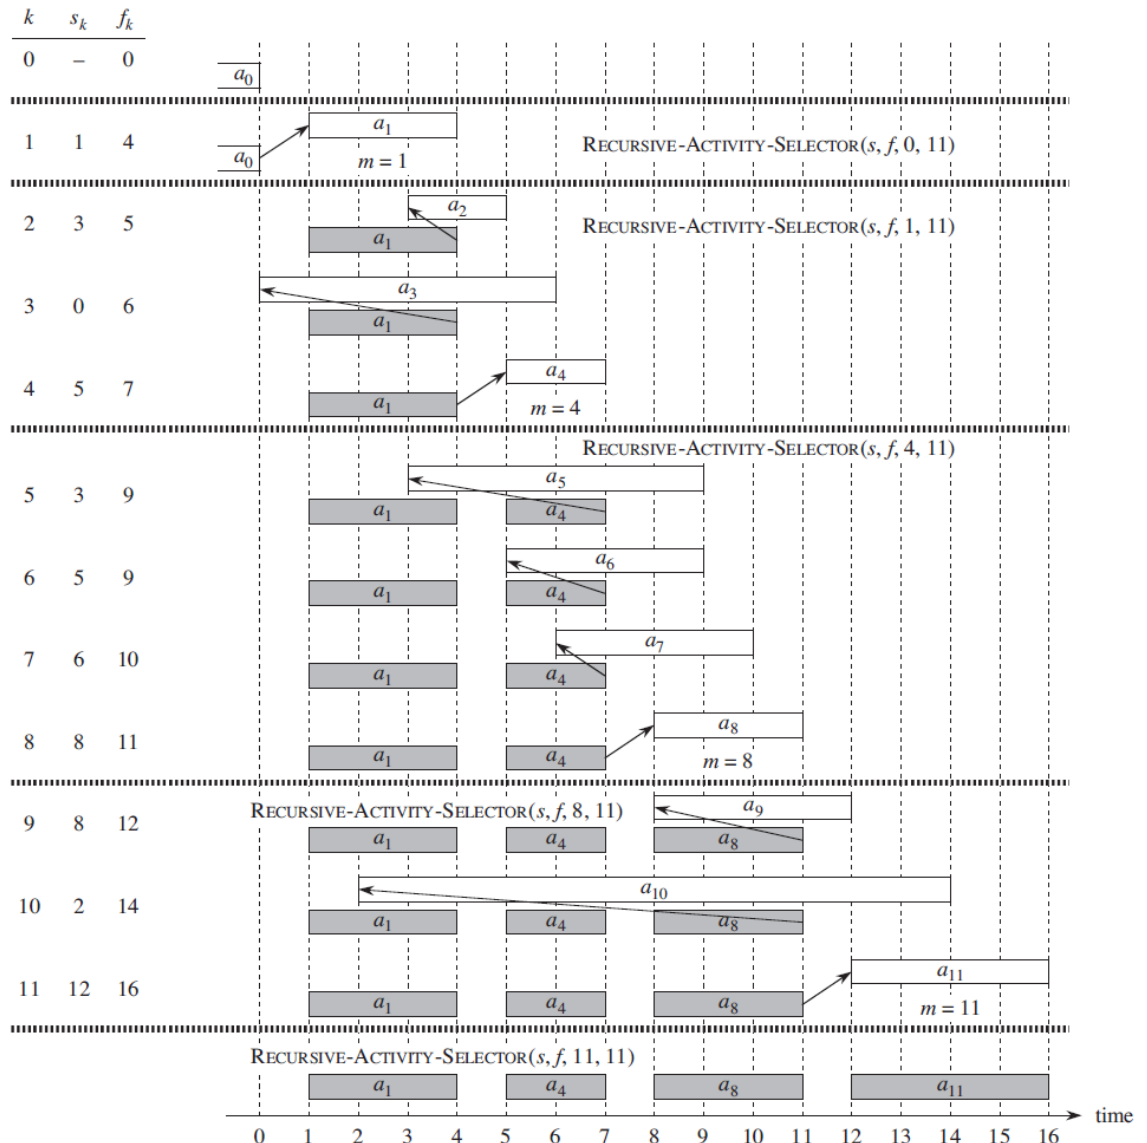 k s_k f_k
0 – 0
a_0
1 1 4
a_1
a_0
m = 1
RECURSIVE-ACTIVITY-SELECTOR(s, f, 0, 11)
2 3 5
a_2
a_1
RECURSIVE-ACTIVITY-SELECTOR(s, f, 1, 11)
3 0 6
a_3
a_1
4 5 7
a_4
a_1
m = 4
RECURSIVE-ACTIVITY-SELECTOR(s, f, 4, 11)
5 3 9
a_5
a_1 a_4
6 5 9
a_6
a_1 a_4
7 6 10
a_7
a_1 a_4
8 8 11
a_8
a_1 a_4
m = 8
RECURSIVE-ACTIVITY-SELECTOR(s, f, 8, 11)
9 8 12
a_9
a_1 a_4 a_8
10 2 14
a_10
a_1 a_4 a_8
11 12 16
a_11
a_1 a_4 a_8
m = 11
RECURSIVE-ACTIVITY-SELECTOR(s, f, 11, 11)
a_1 a_4 a_8 a_11
time
0 1 2 3 4 5 6 7 8 9 10 11 12 13 14 15 16